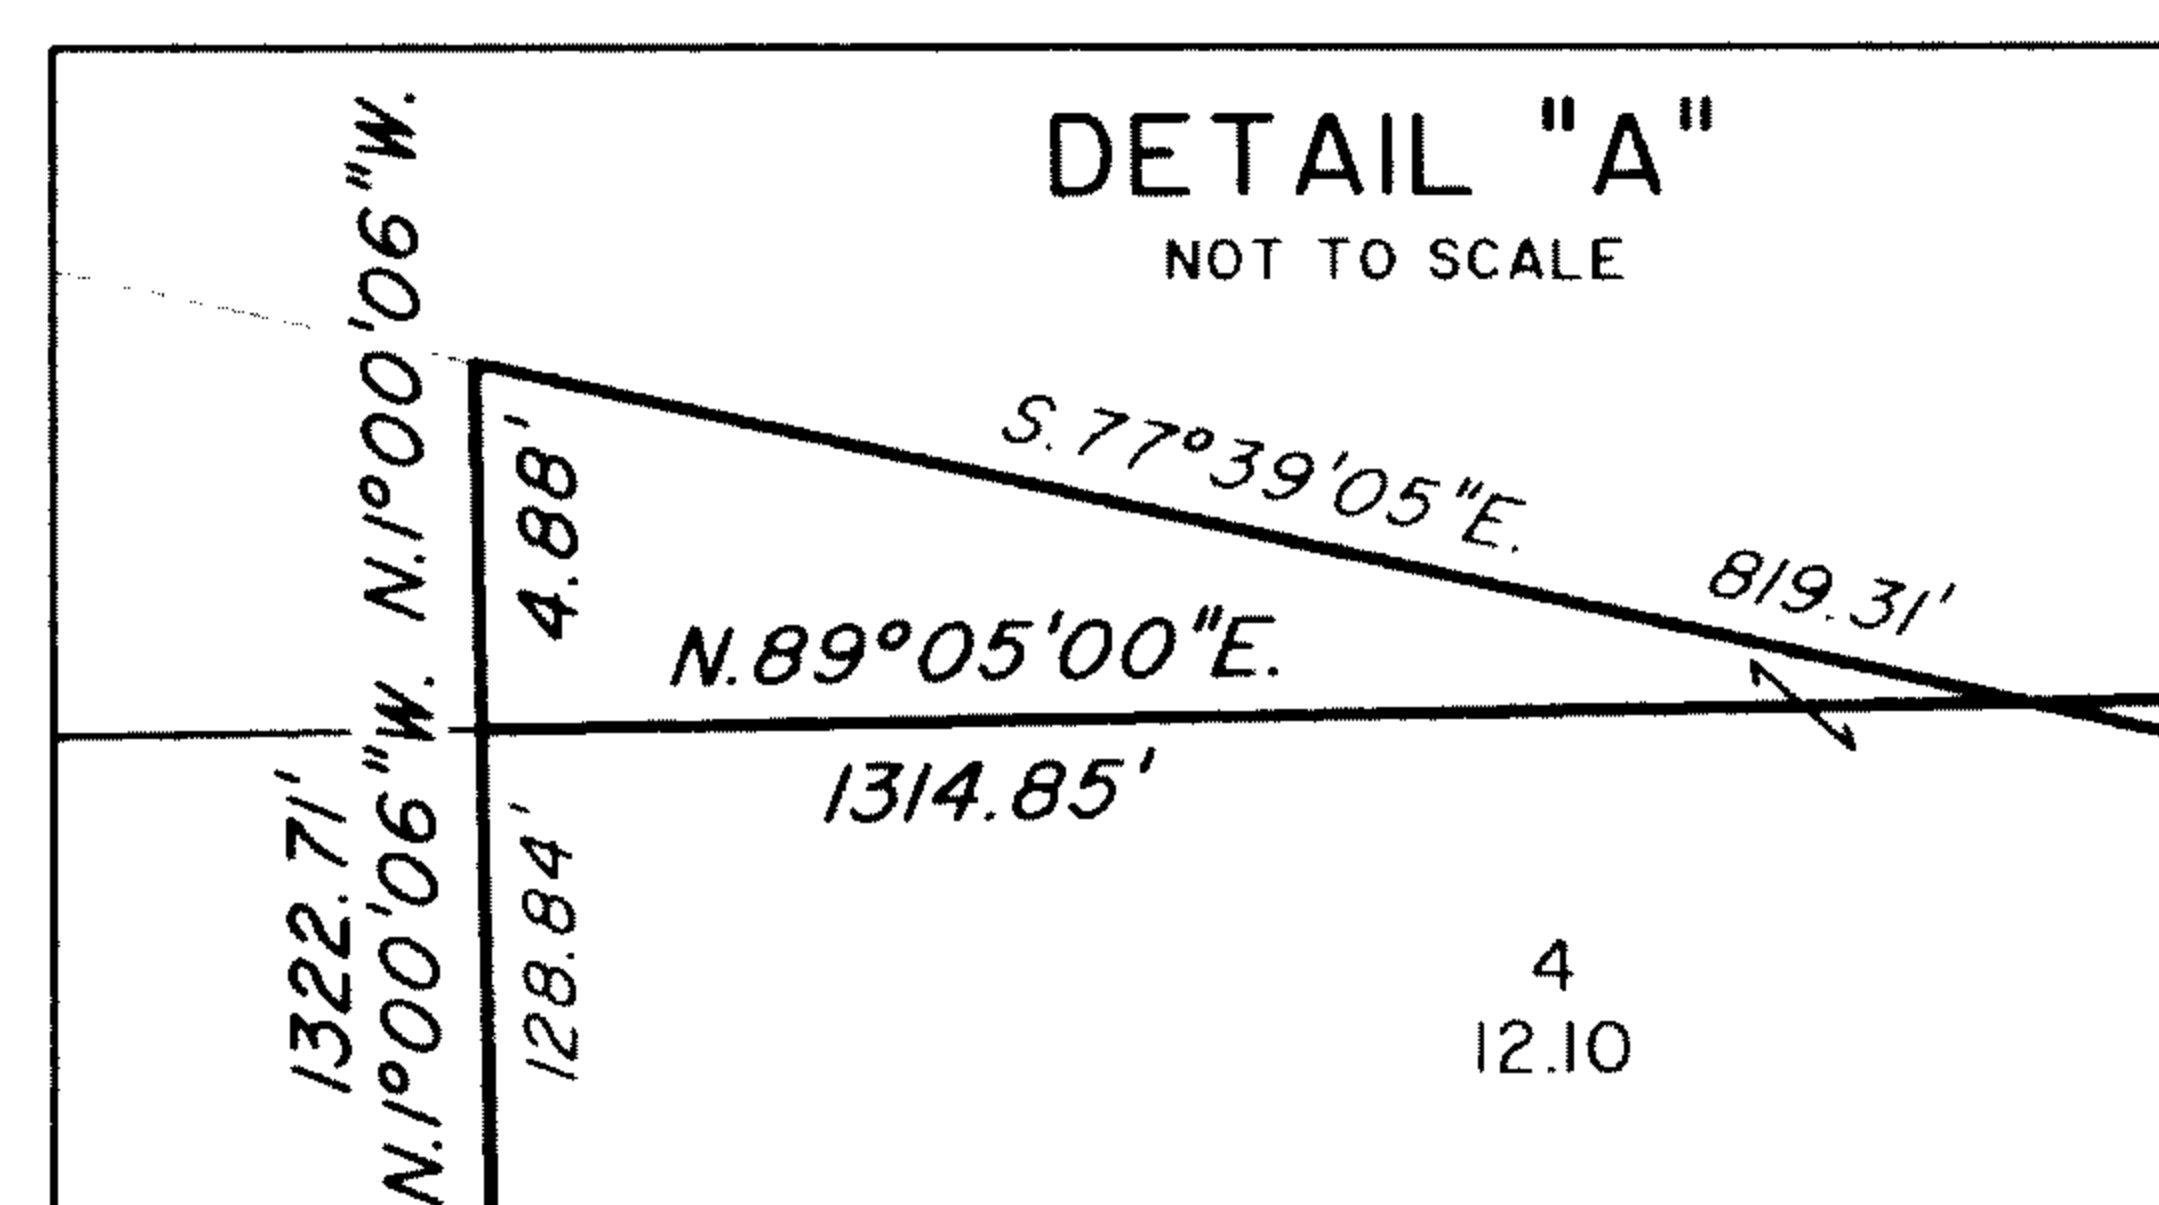 DETAIL "A"
NOT TO SCALE
N.1°00'06"W.
4.88'
S.77°39'05"E. 819.31'
N.89°05'00"E.
1314.85'
1322.71'
N.1°00'06"W.
128.84'
4
12.10